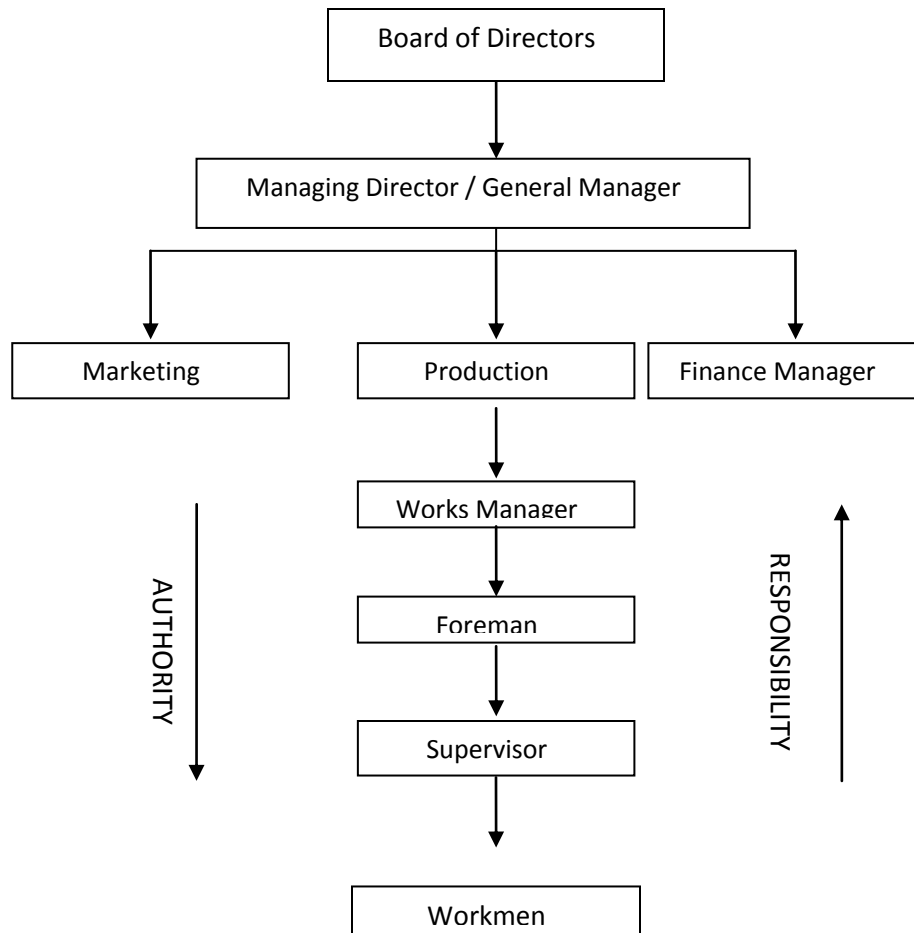 Board of Directors
Managing Director / General Manager
Marketing
Production
Finance Manager
Works Manager
AUTHORITY
RESPONSIBILITY
Foreman
Supervisor
Workmen